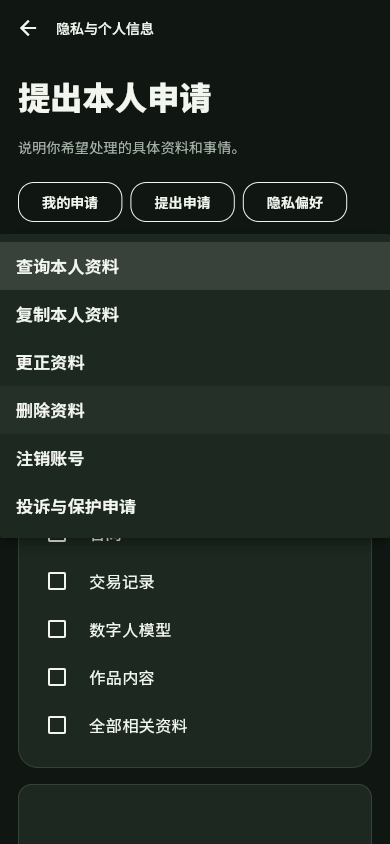 隐私与个人信息
提出本人申请
说明你希望处理的具体资料和事情。
我的申请
提出申请
隐私偏好
查询本人资料
复制本人资料
更正资料
删除资料
注销账号
投诉与保护申请
交易记录
数字人模型
作品内容
全部相关资料